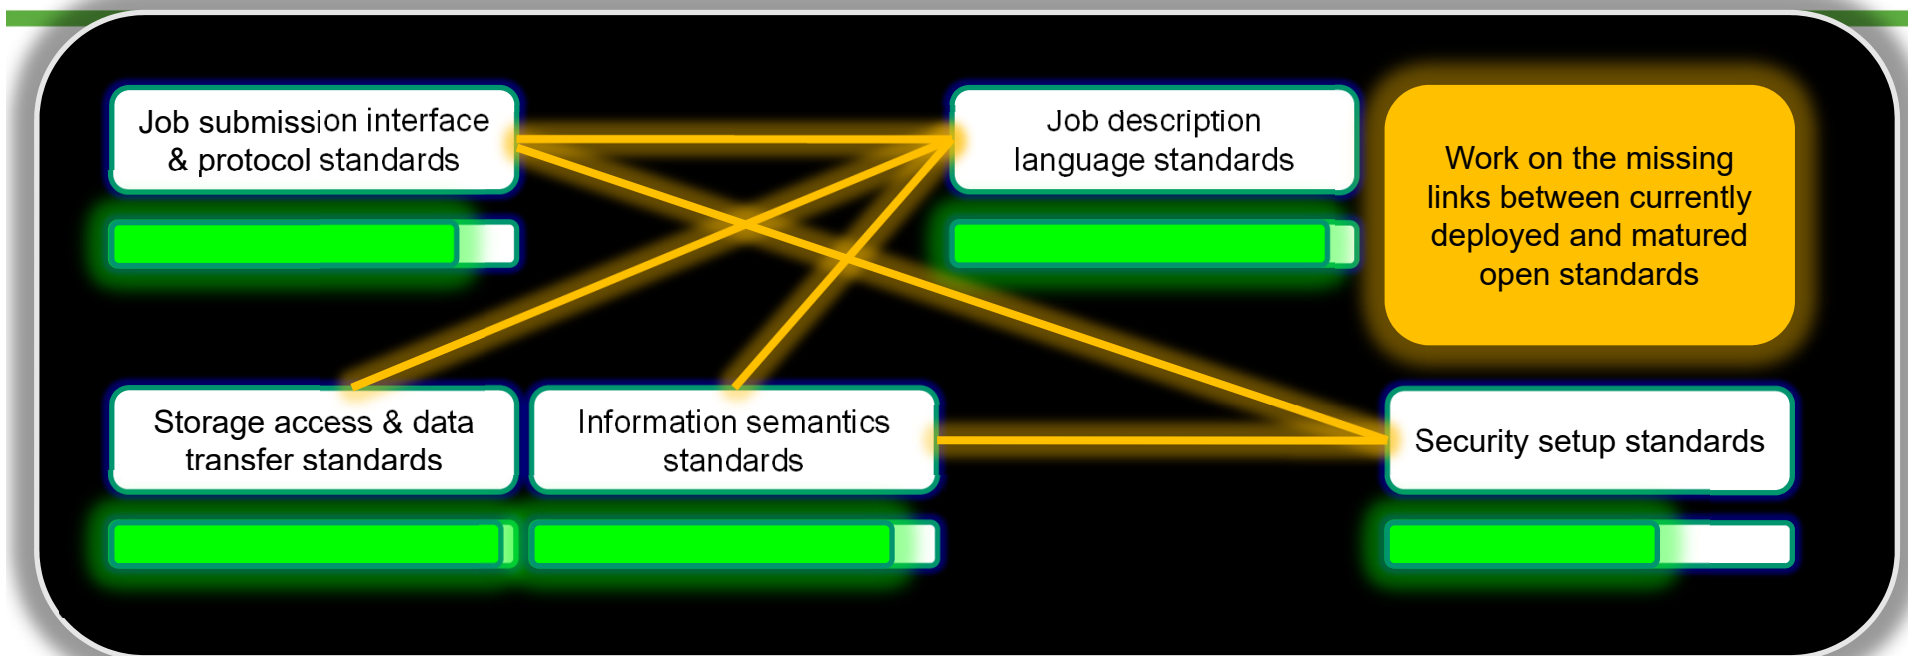 Job submission interface
& protocol standards
Job description
language standards
Work on the missing
links between currently
deployed and matured
open standards
Storage access & data
transfer standards
Information semantics
standards
Security setup standards